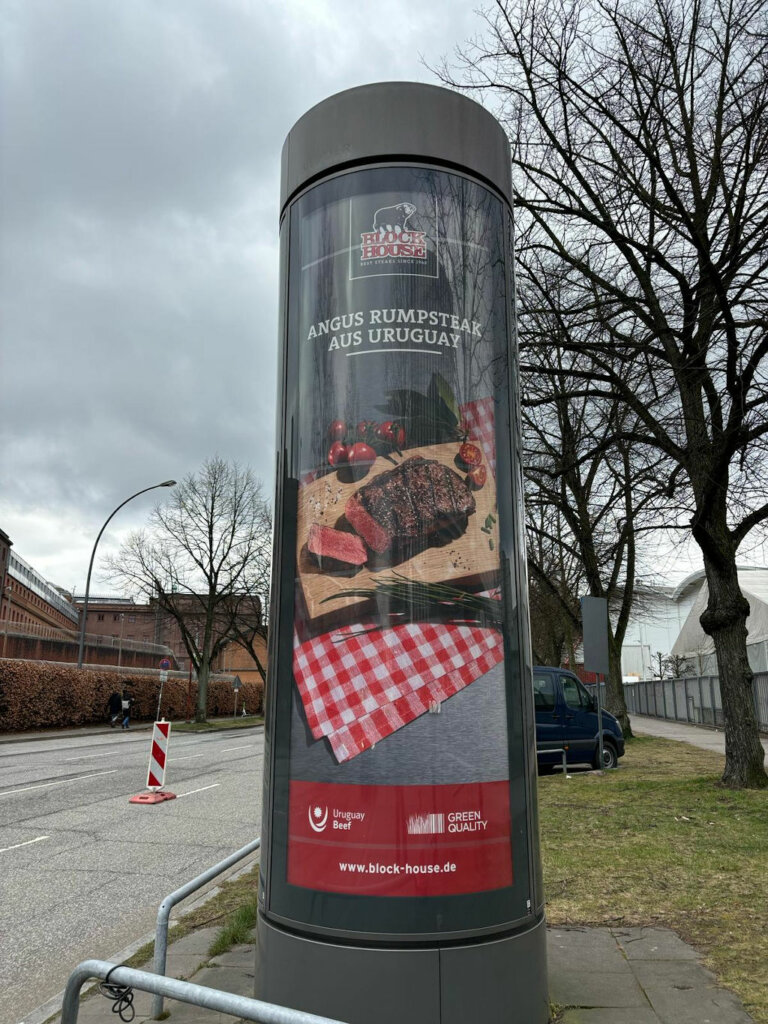 BLOCK
HOUSE
BEST STEAKS SINCE 1968
ANGUS RUMPSTEAK
AUS URUGUAY
Uruguay
Beef
GREEN
QUALITY
www.block-house.de